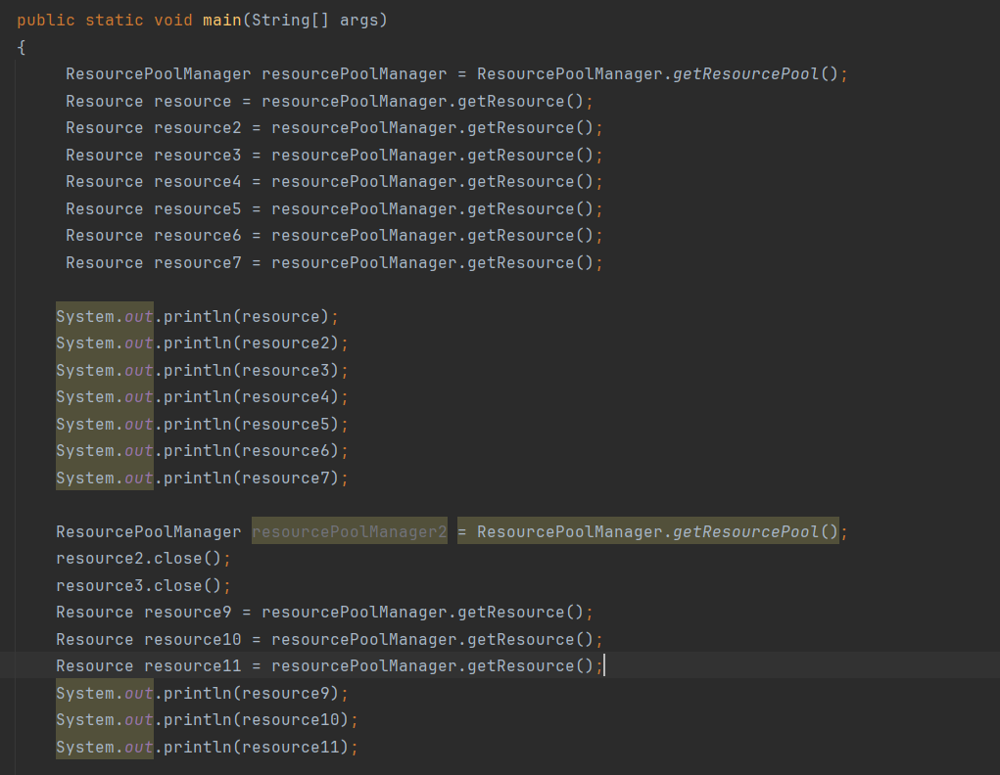 public static void main(String[] args)
{
ResourcePoolManager resourcePoolManager = ResourcePoolManager.getResourcePool();
Resource resource = resourcePoolManager.getResource();
Resource resource2 = resourcePoolManager.getResource();
Resource resource3 = resourcePoolManager.getResource();
Resource resource4 = resourcePoolManager.getResource();
Resource resource5 = resourcePoolManager.getResource();
Resource resource6 = resourcePoolManager.getResource();
Resource resource7 = resourcePoolManager.getResource();
System.out.println(resource);
System.out.println(resource2);
System.out.println(resource3);
System.out.println(resource4);
System.out.println(resource5);
System.out.println(resource6);
System.out.println(resource7);
ResourcePoolManager resourcePoolManager2 = ResourcePoolManager.getResourcePool();
resource2.close();
resource3.close();
Resource resource9 = resourcePoolManager.getResource();
Resource resource10 = resourcePoolManager.getResource();
Resource resource11 = resourcePoolManager.getResource();
System.out.println(resource9);
System.out.println(resource10);
System.out.println(resource11);